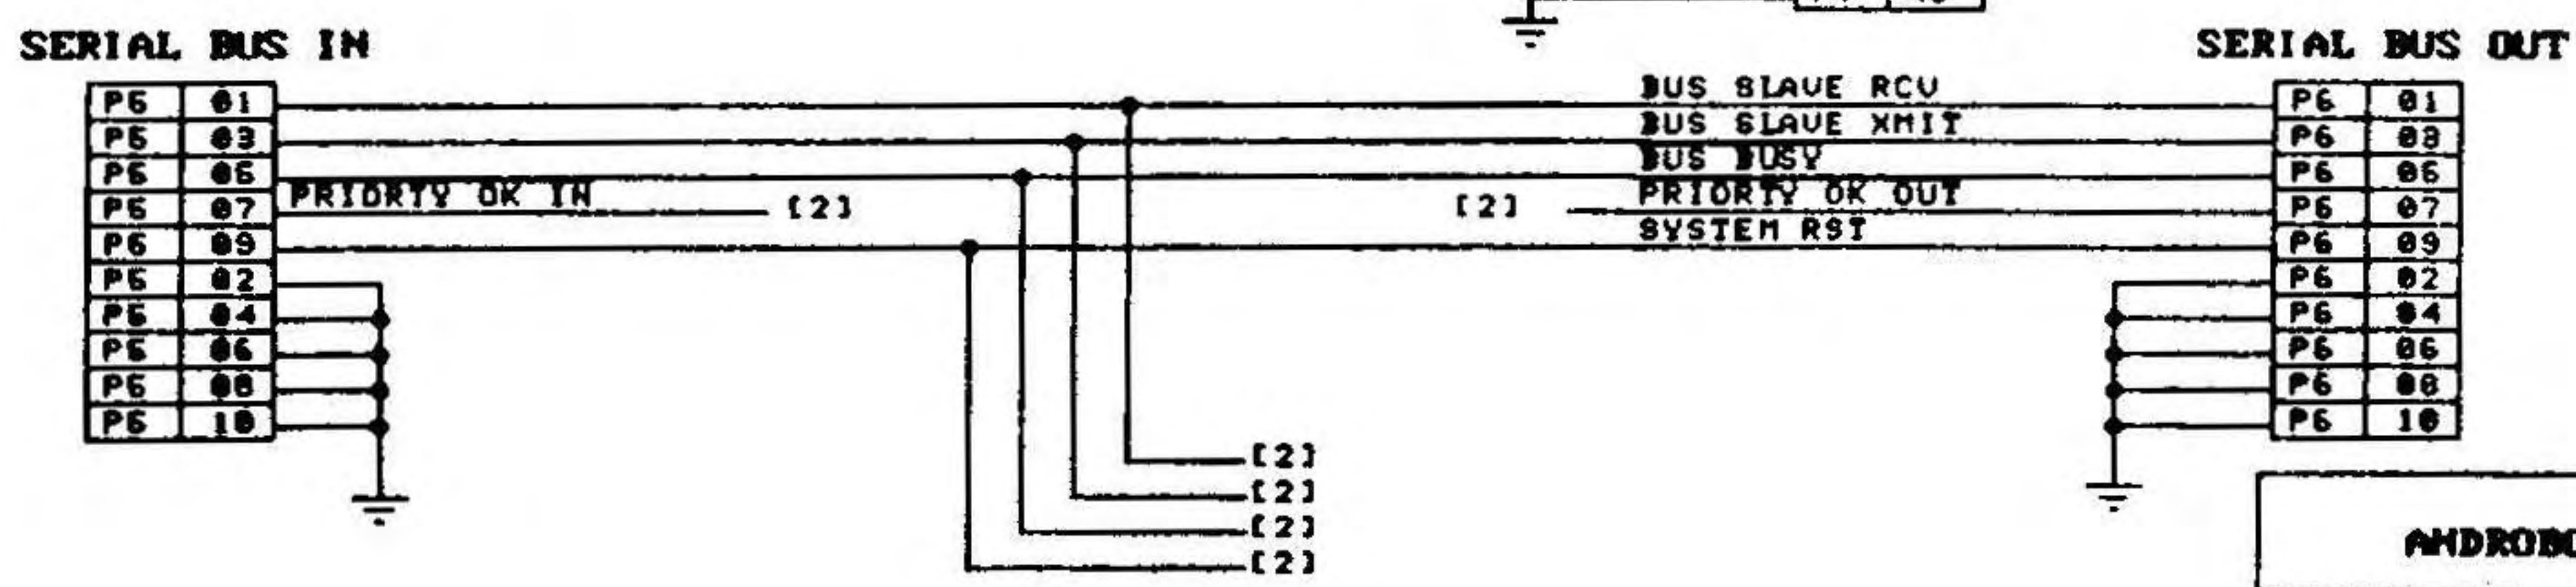 SERIAL BUS IN
SERIAL BUS OUT
P5 01 BUS SLAVE RCV P6 01
P5 03 BUS SLAVE XMIT P6 03
P5 05 BUS BUSY P6 05
P5 07 PRIORTY OK IN [2] [2] PRIORTY OK OUT P6 07
P5 09 SYSTEM RST P6 09
P5 02 P6 02
P5 04 P6 04
P5 06 P6 06
P5 08 P6 08
P5 10 P6 10
[2]
[2]
[2]
[2]
ANDROBO